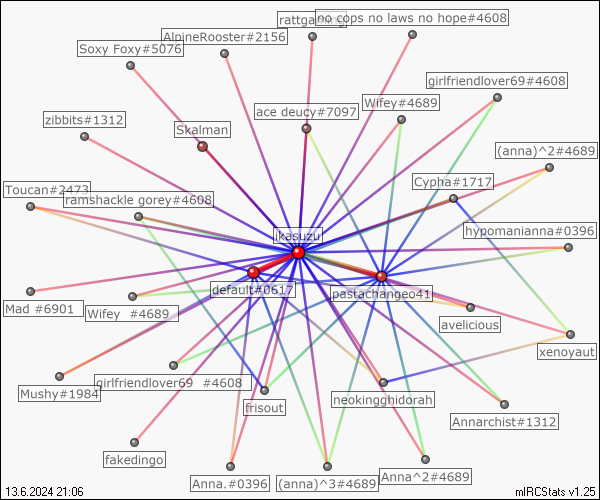 rattgaming
no cops no laws no hope#4608
AlpineRooster#2156
Soxy Foxy#5076
girlfriendlover69#4608
Wifey#4689
ace deucy#7097
zibbits#1312
Skalman
(anna)^2#4689
Cypha#1717
Toucan#2473
ramshackle gorey#4608
ikasuzu
hypomanianna#0396
default#0617
pastachangeo41
Mad #6901
Wifey #4689
avelicious
xenoyaut
girlfriendlover69 #4608
Mushy#1984
frisout
neokingghidorah
Annarchist#1312
fakedingo
Anna.#0396
(anna)^3#4689
Anna^2#4689
13.6.2024 21:06
mIRCStats v1.25